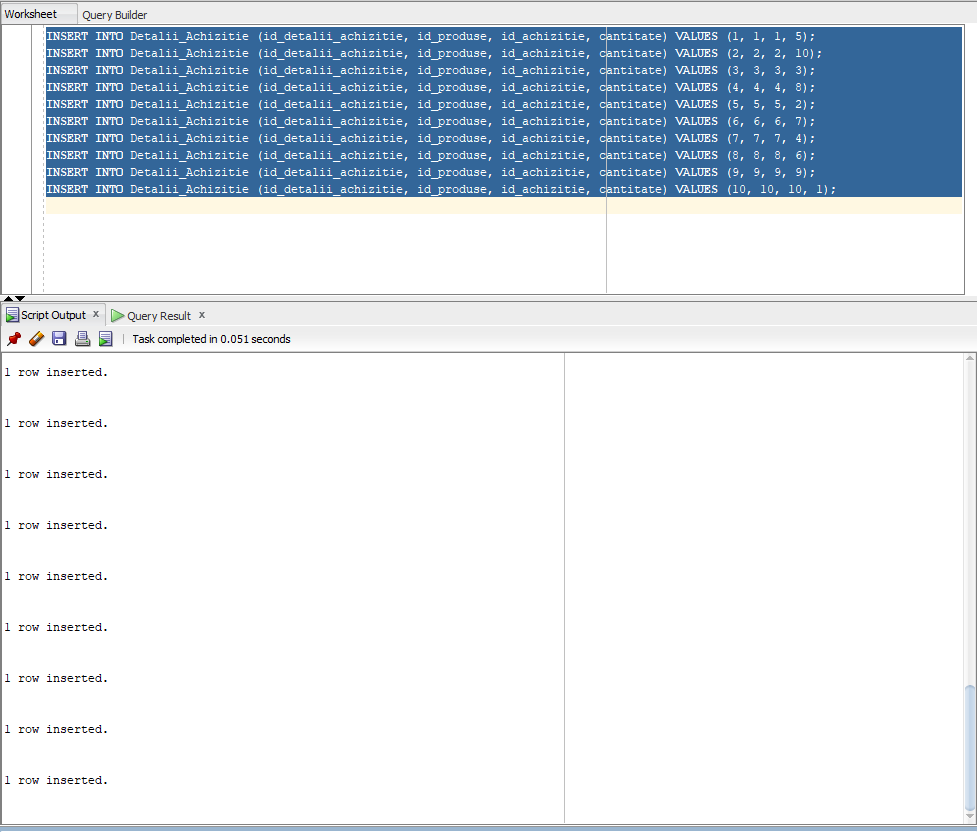 Worksheet Query Builder
INSERT INTO Detalii_Achizitie (id_detalii_achizitie, id_produse, id_achizitie, cantitate) VALUES (1, 1, 1, 5);
INSERT INTO Detalii_Achizitie (id_detalii_achizitie, id_produse, id_achizitie, cantitate) VALUES (2, 2, 2, 10);
INSERT INTO Detalii_Achizitie (id_detalii_achizitie, id_produse, id_achizitie, cantitate) VALUES (3, 3, 3, 3);
INSERT INTO Detalii_Achizitie (id_detalii_achizitie, id_produse, id_achizitie, cantitate) VALUES (4, 4, 4, 8);
INSERT INTO Detalii_Achizitie (id_detalii_achizitie, id_produse, id_achizitie, cantitate) VALUES (5, 5, 5, 2);
INSERT INTO Detalii_Achizitie (id_detalii_achizitie, id_produse, id_achizitie, cantitate) VALUES (6, 6, 6, 7);
INSERT INTO Detalii_Achizitie (id_detalii_achizitie, id_produse, id_achizitie, cantitate) VALUES (7, 7, 7, 4);
INSERT INTO Detalii_Achizitie (id_detalii_achizitie, id_produse, id_achizitie, cantitate) VALUES (8, 8, 8, 6);
INSERT INTO Detalii_Achizitie (id_detalii_achizitie, id_produse, id_achizitie, cantitate) VALUES (9, 9, 9, 9);
INSERT INTO Detalii_Achizitie (id_detalii_achizitie, id_produse, id_achizitie, cantitate) VALUES (10, 10, 10, 1);
Script Output x Query Result x
Task completed in 0.051 seconds
1 row inserted.
1 row inserted.
1 row inserted.
1 row inserted.
1 row inserted.
1 row inserted.
1 row inserted.
1 row inserted.
1 row inserted.